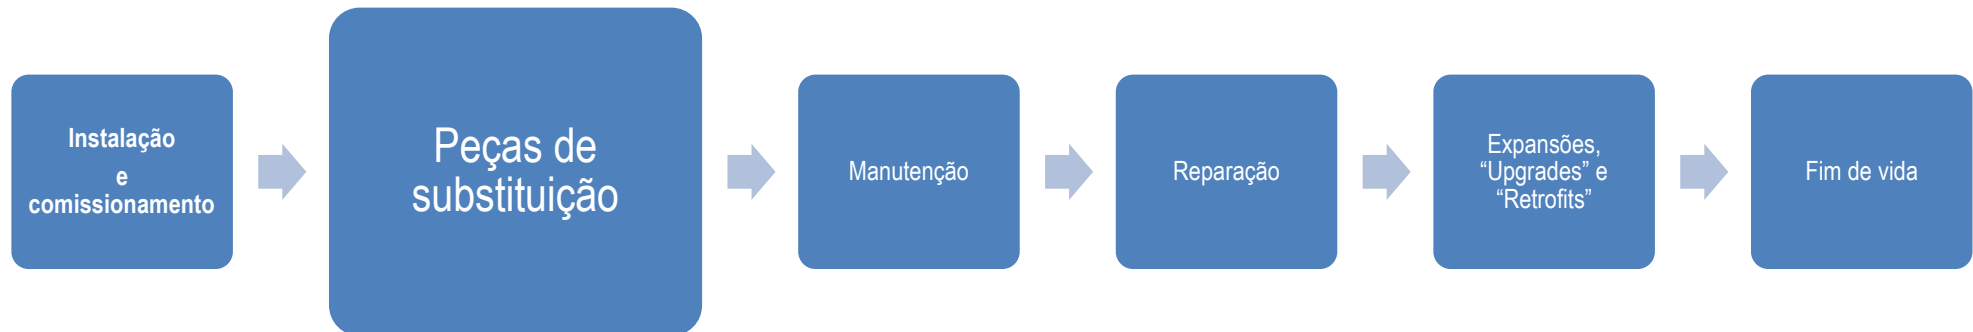 Instalação
e
comissionamento
Peças de
substituição
Manutenção
Reparação
Expansões,
“Upgrades” e
“Retrofits”
Fim de vida